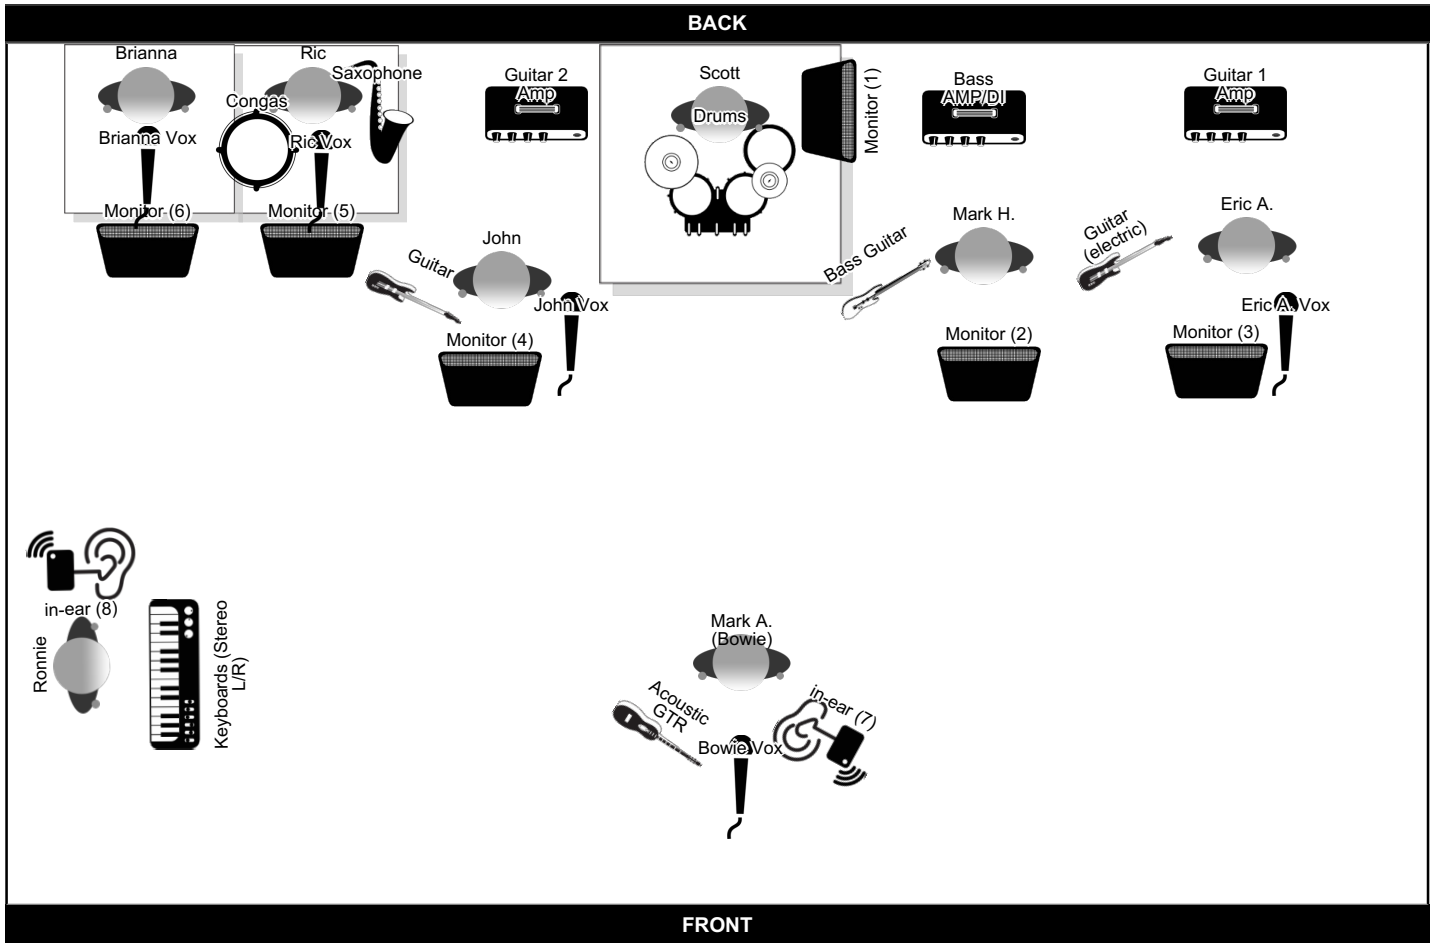 BACK
Brianna
Ric
Saxophone
Congas
Brianna Vox
Ric Vox
Monitor (6)
Monitor (5)
Guitar 2
Amp
Scott
Drums
Monitor (1)
Bass
AMP/DI
Guitar 1
Amp
John
Guitar
John Vox
Monitor (4)
Mark H.
Bass Guitar
Monitor (2)
Eric A.
Guitar
(electric)
Eric A. Vox
Monitor (3)
in-ear (8)
Ronnie
Keyboards (Stereo
L/R)
Mark A.
(Bowie)
Acoustic
GTR
in-ear (7)
Bowie Vox
FRONT